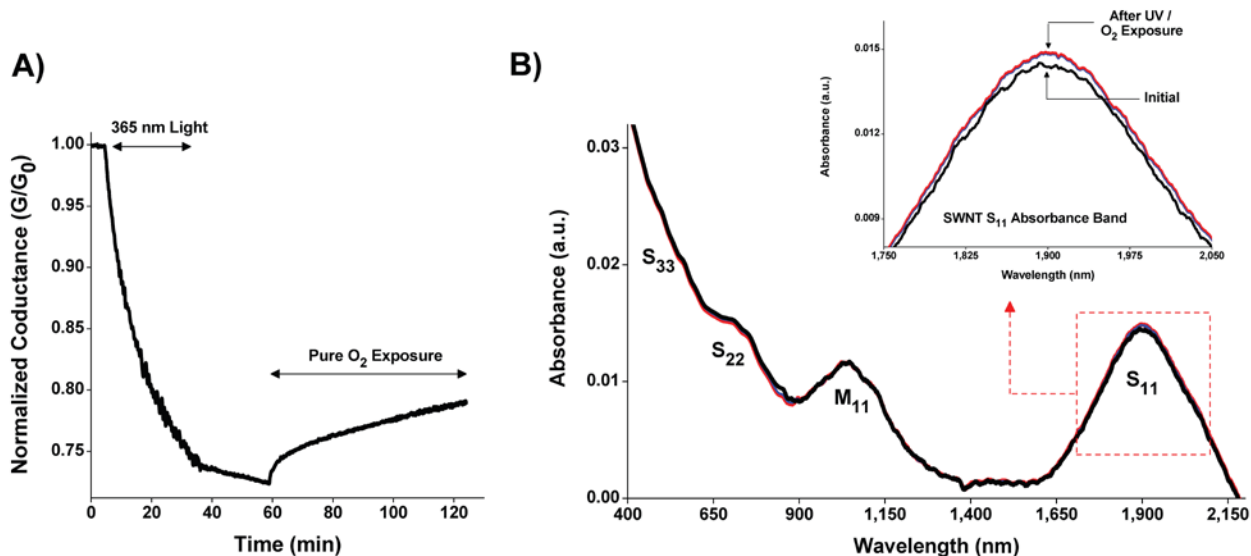 A)
365 nm Light
Pure O2 Exposure
Normalized Coductance (G/G0)
1.00
0.95
0.90
0.85
0.80
0.75
0 20 40 60 80 100 120
Time (min)
B)
After UV /
O2 Exposure
Initial
SWNT S11 Absorbance Band
Absorbance (a.u.)
0.015
0.012
0.009
1,750 1,825 1,900 1,975 2,050
Wavelength (nm)
Absorbance (a.u.)
0.03
0.02
0.01
0.00
S33
S22
M11
S11
400 650 900 1,150 1,400 1,650 1,900 2,150
Wavelength (nm)